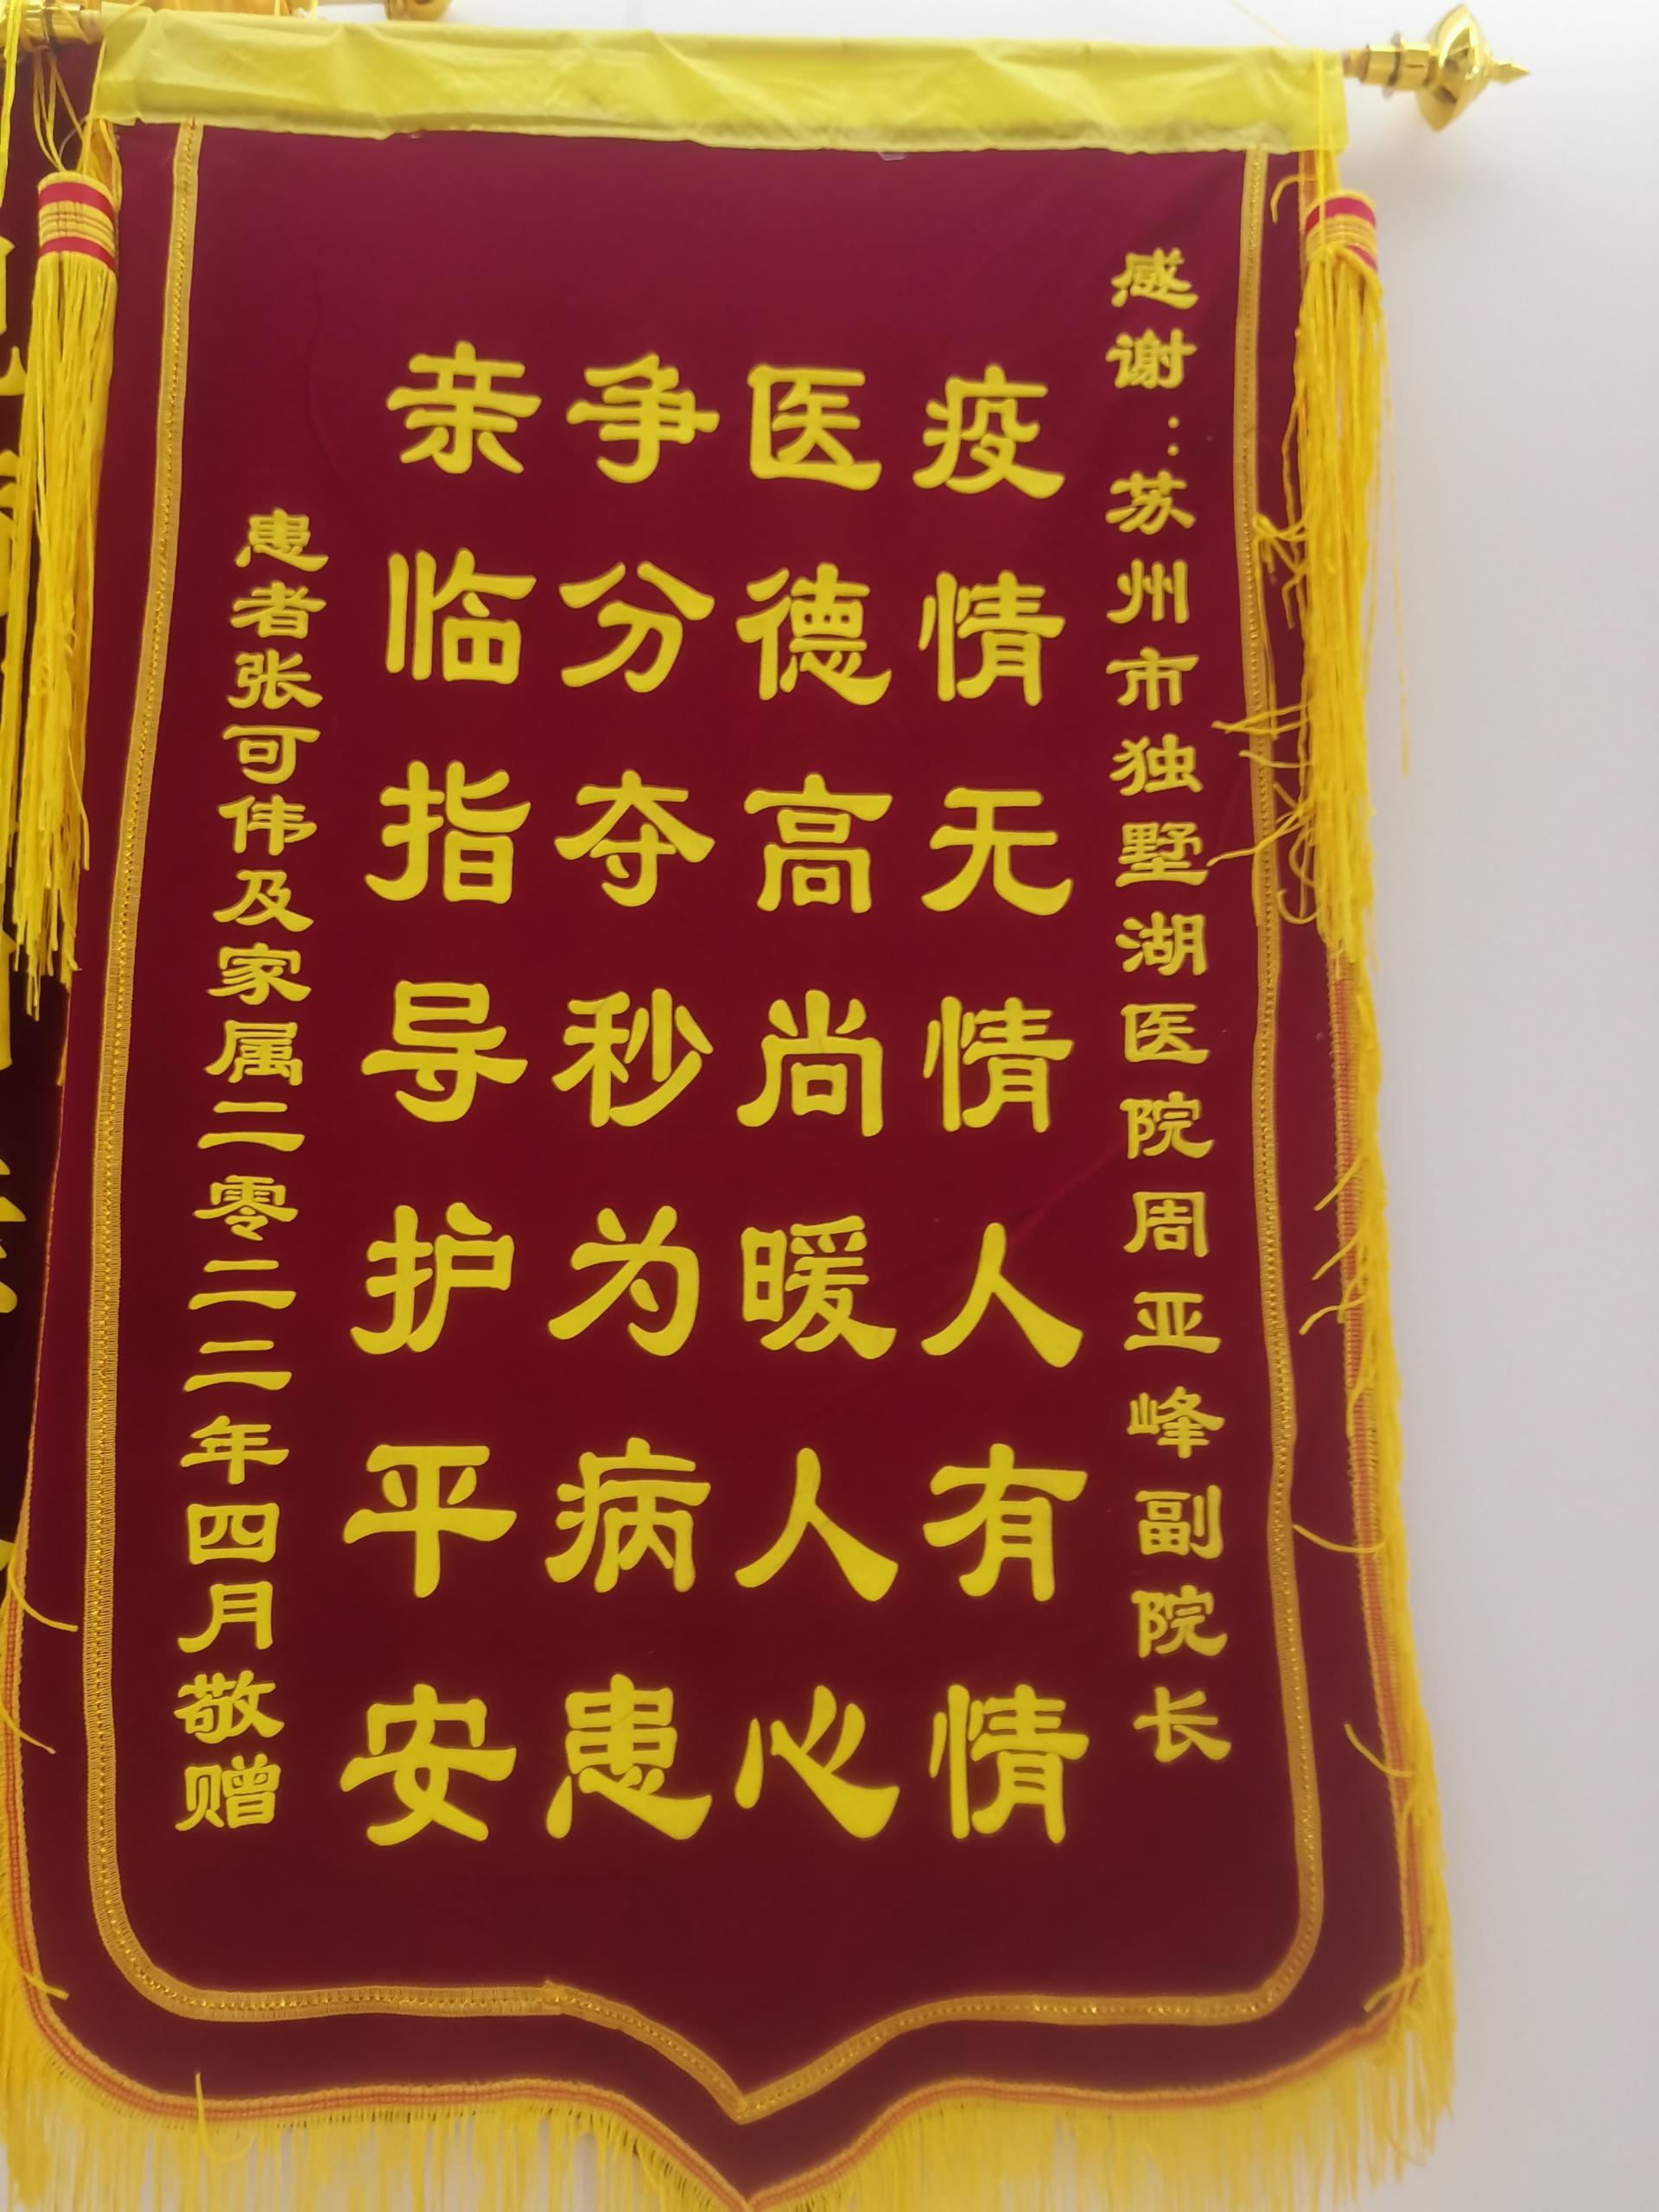 感谢：苏州市独墅湖医院周亚峰副院长
疫情无情人有情
医德高尚暖人心
争分夺秒为病患
亲临指导护平安
患者张可伟及家属二零二二年四月敬赠